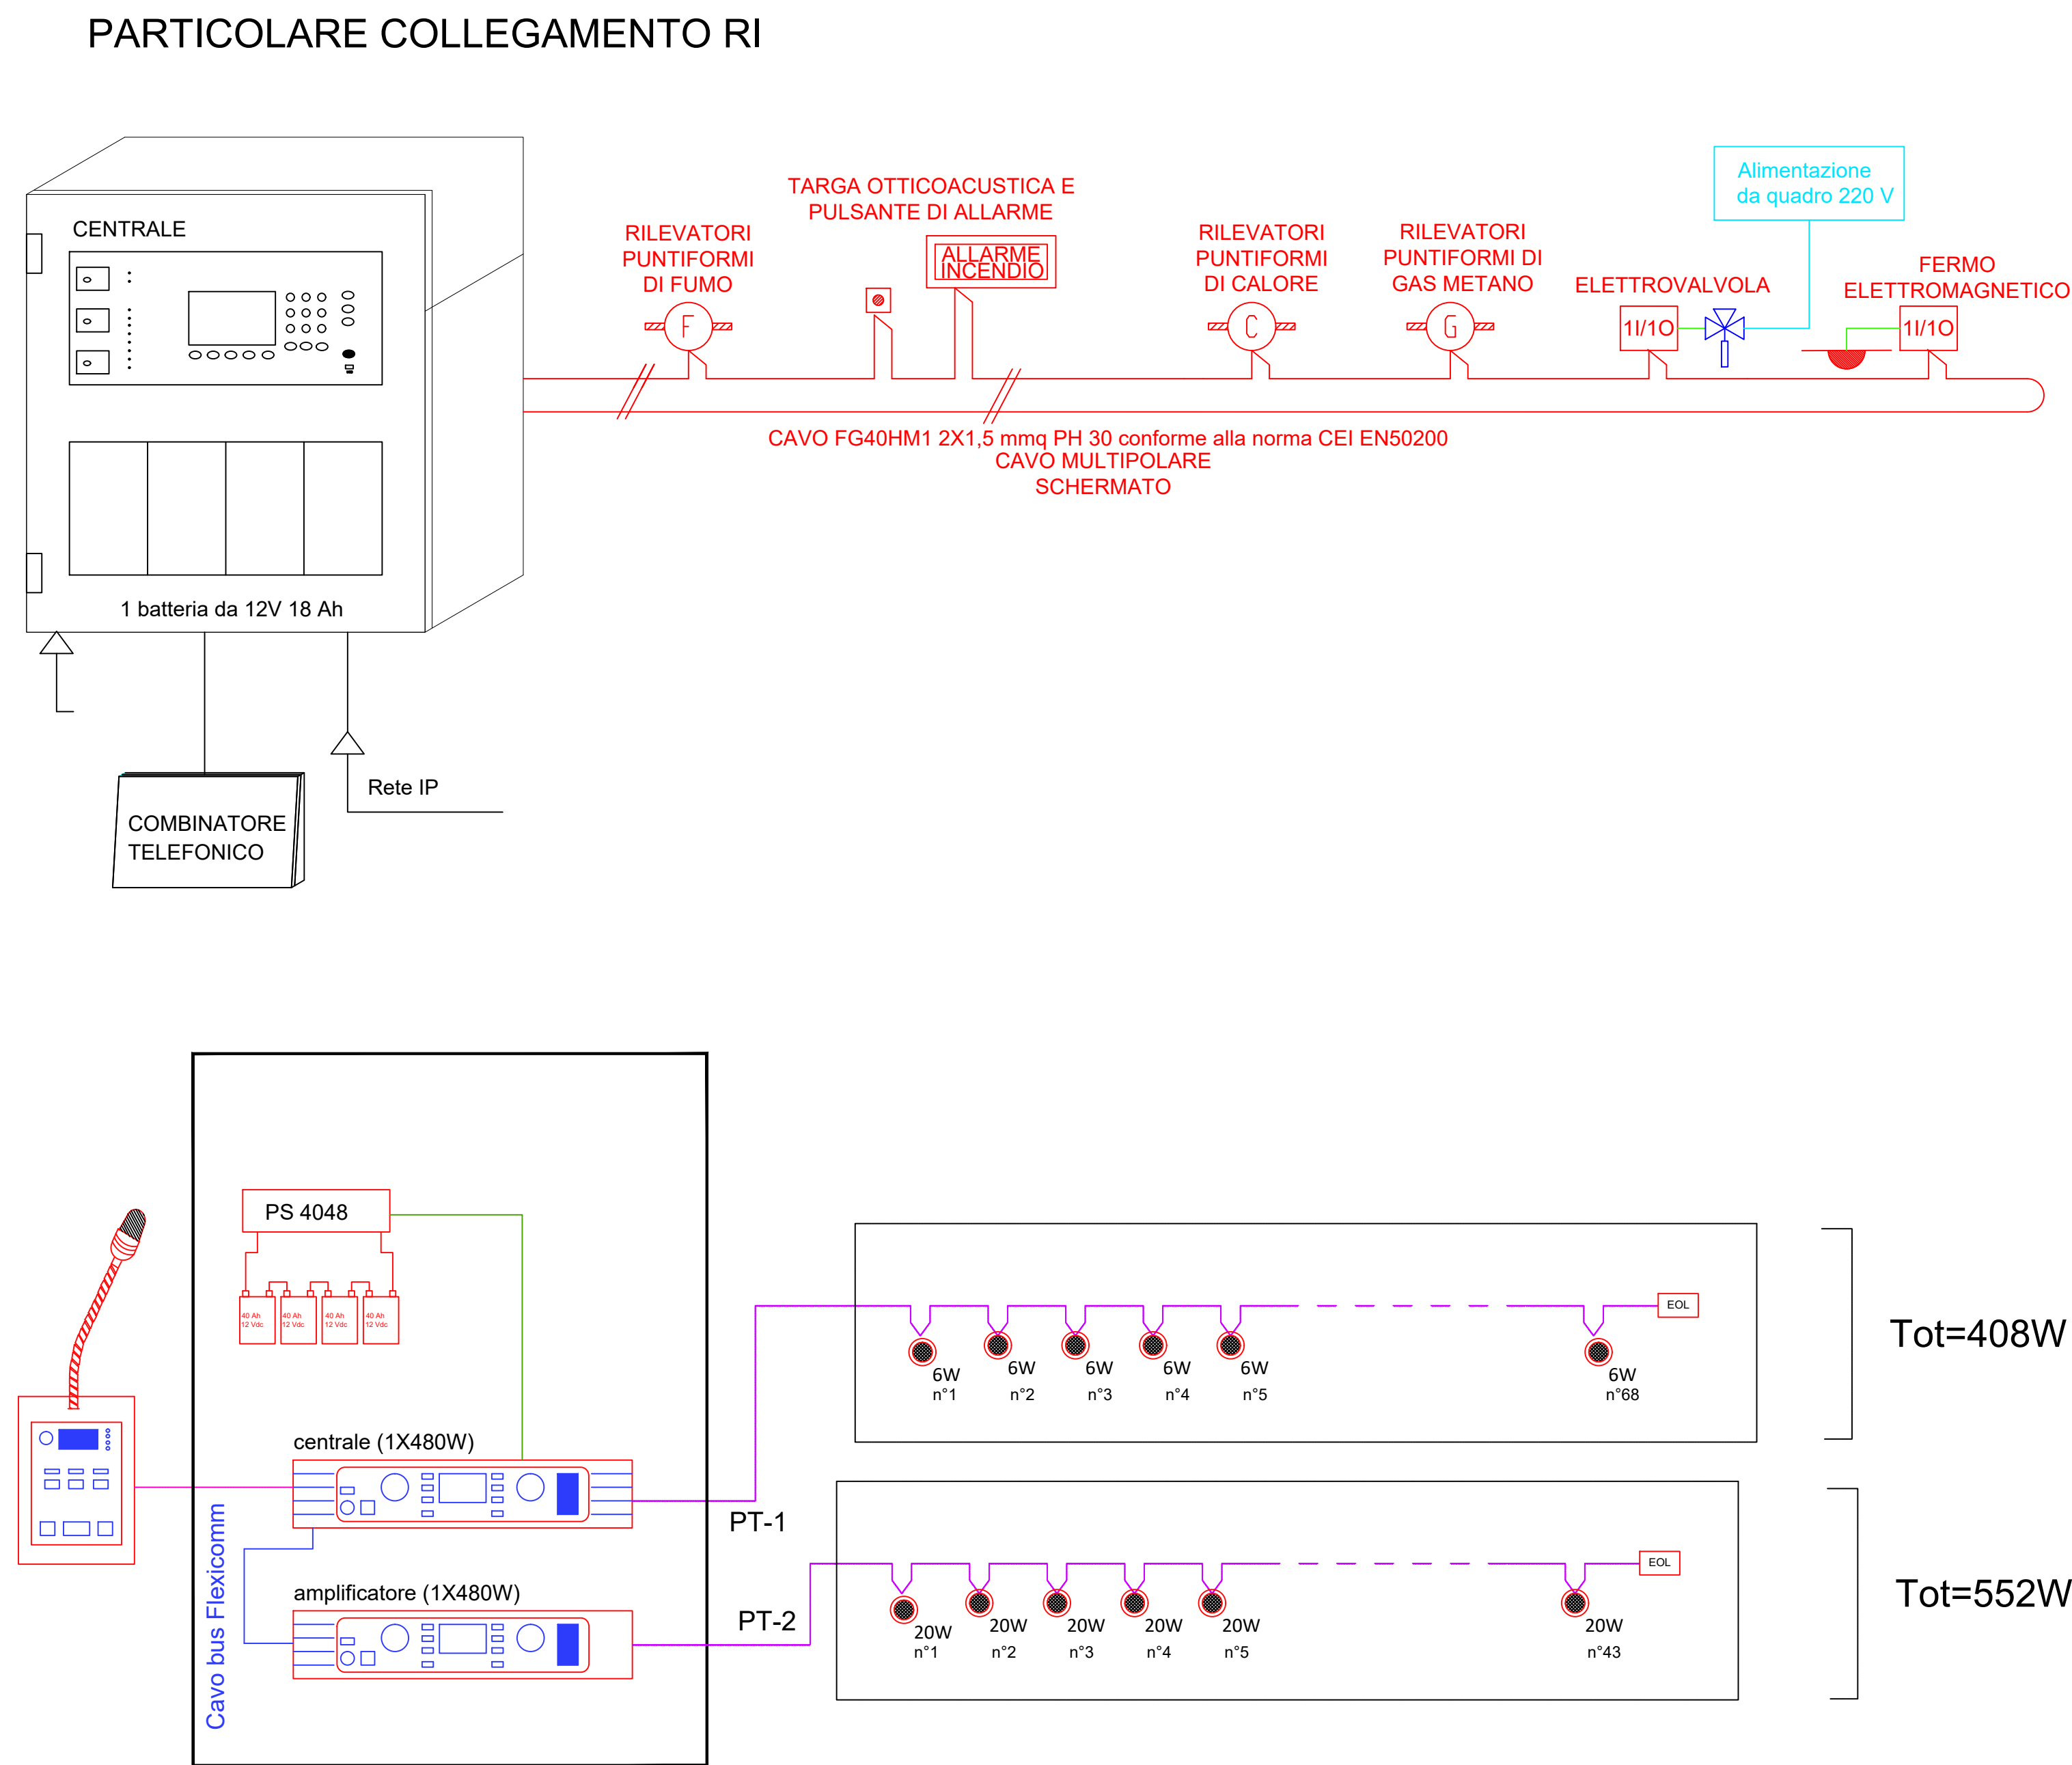 PARTICOLARE COLLEGAMENTO RI
CENTRALE
1 batteria da 12V 18 Ah
COMBINATORE
TELEFONICO
Rete IP
RILEVATORI
PUNTIFORMI
DI FUMO
F
TARGA OTTICOACUSTICA E
PULSANTE DI ALLARME
ALLARME
INCENDIO
RILEVATORI
PUNTIFORMI
DI CALORE
C
RILEVATORI
PUNTIFORMI DI
GAS METANO
G
ELETTROVALVOLA
1I/1O
Alimentazione
da quadro 220 V
FERMO
ELETTROMAGNETICO
1I/1O
CAVO FG40HM1 2X1,5 mmq PH 30 conforme alla norma CEI EN50200
CAVO MULTIPOLARE
SCHERMATO
PS 4048
40 Ah
12 Vdc
40 Ah
12 Vdc
40 Ah
12 Vdc
40 Ah
12 Vdc
centrale (1X480W)
amplificatore (1X480W)
Cavo bus Flexicomm
PT-1
6W
n°1
6W
n°2
6W
n°3
6W
n°4
6W
n°5
6W
n°68
EOL
Tot=408W
PT-2
20W
n°1
20W
n°2
20W
n°3
20W
n°4
20W
n°5
20W
n°43
EOL
Tot=552W